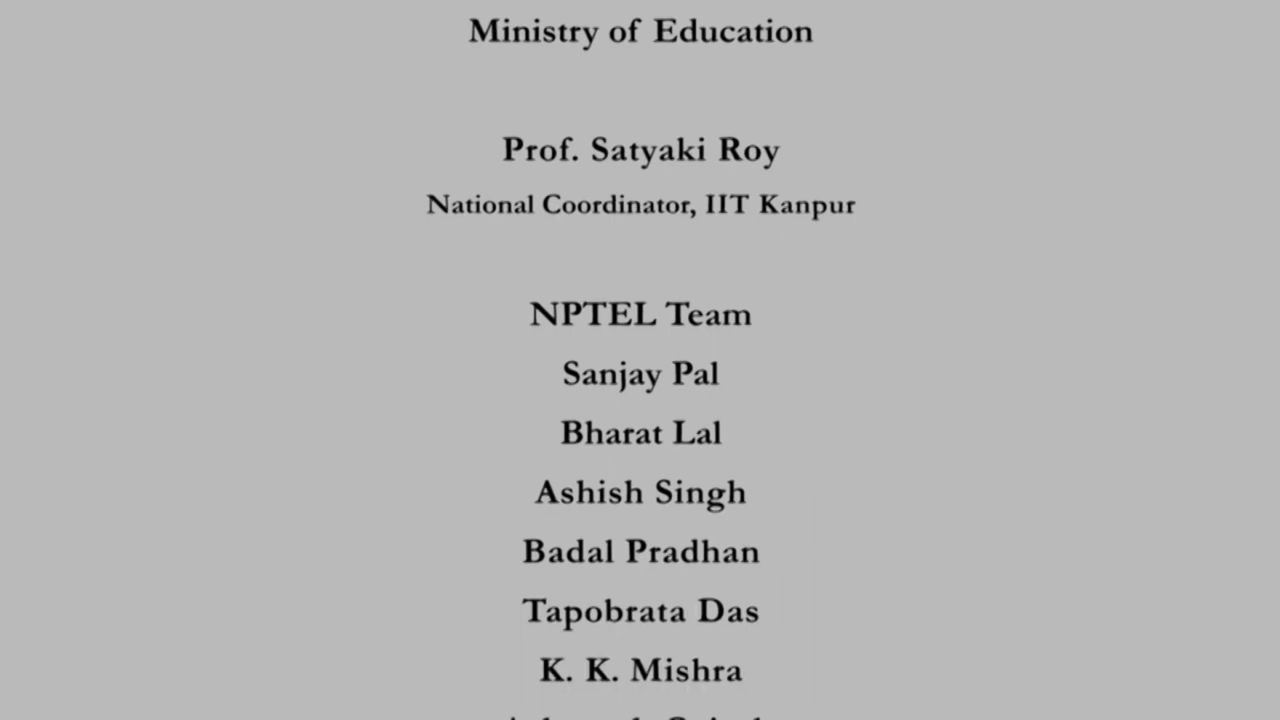 Ministry of Education
Prof. Satyaki Roy
National Coordinator, IIT Kanpur
NPTEL Team
Sanjay Pal
Bharat Lal
Ashish Singh
Badal Pradhan
Tapobrata Das
K. K. Mishra